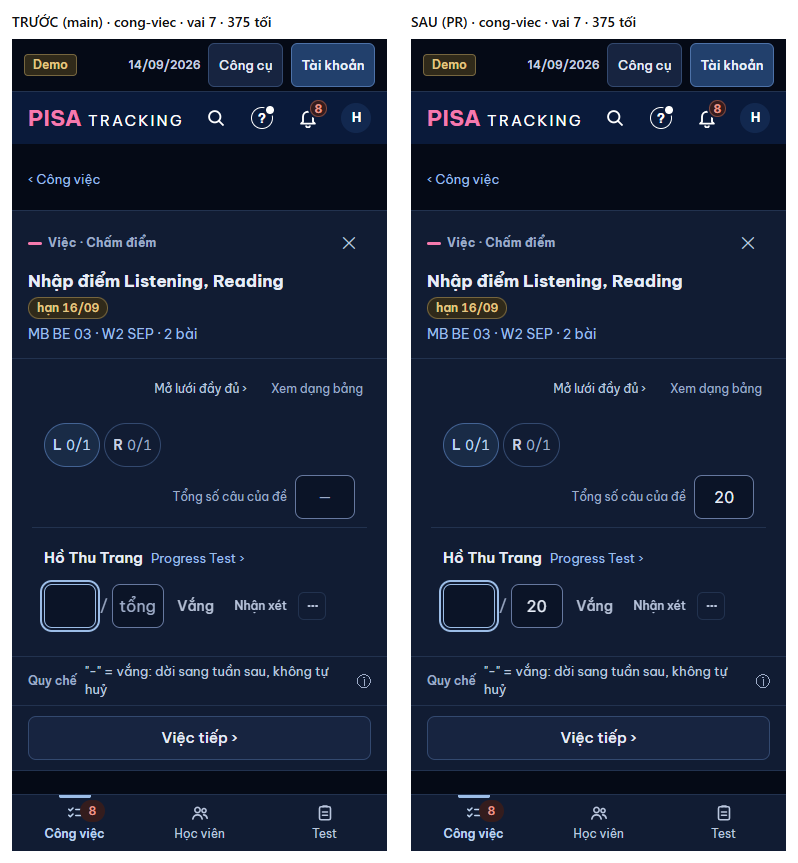 TRƯỚC (main) · cong-viec · vai 7 · 375 tối
Demo 14/09/2026 Công cụ Tài khoản
PISA TRACKING ? 8 H
‹ Công việc
Việc · Chấm điểm
Nhập điểm Listening, Reading
hạn 16/09
MB BE 03 · W2 SEP · 2 bài
Mở lưới đầy đủ › Xem dạng bảng
L 0/1 R 0/1
Tổng số câu của đề —
Hồ Thu Trang Progress Test ›
/ tổng Vắng Nhận xét ···
Quy chế "-" = vắng: dời sang tuần sau, không tự
huỷ
Việc tiếp ›
8
Công việc Học viên Test
SAU (PR) · cong-viec · vai 7 · 375 tối
Demo 14/09/2026 Công cụ Tài khoản
PISA TRACKING ? 8 H
‹ Công việc
Việc · Chấm điểm
Nhập điểm Listening, Reading
hạn 16/09
MB BE 03 · W2 SEP · 2 bài
Mở lưới đầy đủ › Xem dạng bảng
L 0/1 R 0/1
Tổng số câu của đề 20
Hồ Thu Trang Progress Test ›
/ 20 Vắng Nhận xét ···
Quy chế "-" = vắng: dời sang tuần sau, không tự
huỷ
Việc tiếp ›
8
Công việc Học viên Test